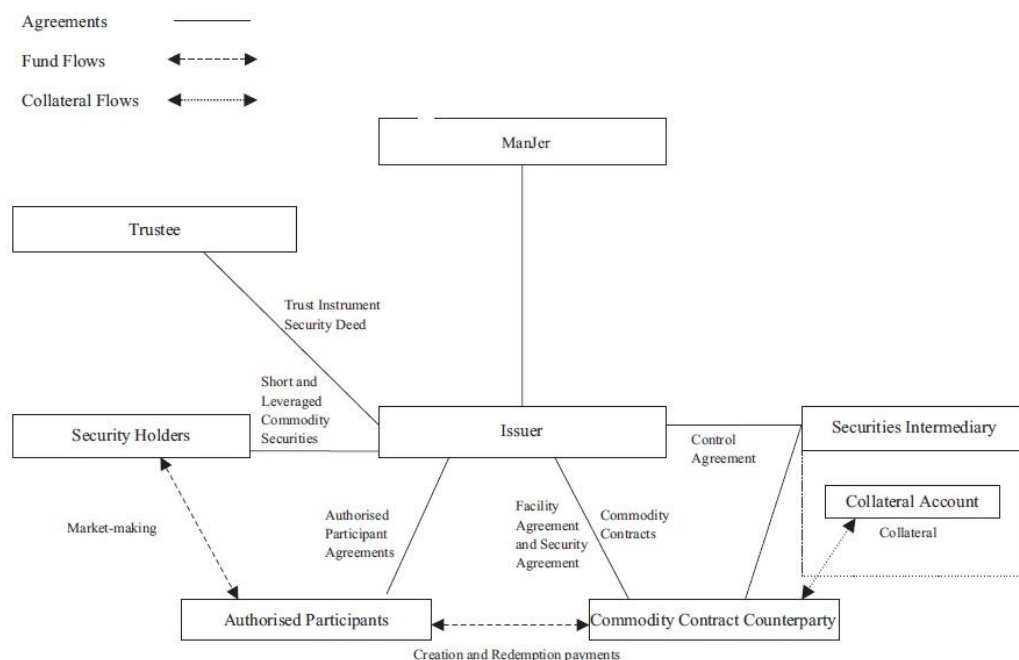 Agreements
Fund Flows
Collateral Flows
ManJer
Trustee
Trust Instrument
Security Deed
Short and
Leveraged
Commodity
Securities
Security Holders
Issuer
Control
Agreement
Securities Intermediary
Collateral Account
Collateral
Market-making
Authorised
Participant
Agreements
Facility
Agreement
and Security
Agreement
Commodity
Contracts
Authorised Participants
Commodity Contract Counterparty
Creation and Redemption payments